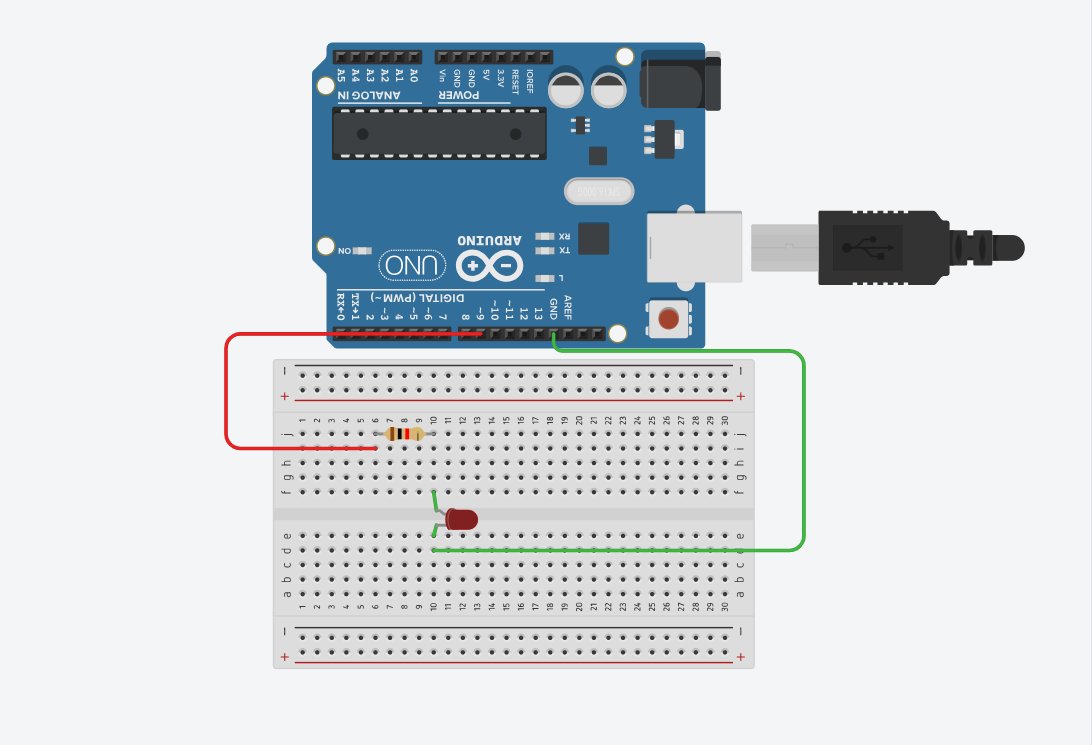 A5 A4 A3 A2 A1 A0
Vin GND GND 5V 3.3V RESET IOREF
ANALOG IN
POWER
RX
TX
ON
ARDUINO
UNO
L
DIGITAL (PWM~)
RX←0 TX→1 2 ~3 4 ~5 ~6 7 8 ~9 ~10 ~11 12 13 GND AREF
− −
+ +
1 2 3 4 5 6 7 8 9 10 11 12 13 14 15 16 17 18 19 20 21 22 23 24 25 26 27 28 29 30
j j
i i
h h
g g
f f
e e
d d
c c
b b
a a
1 2 3 4 5 6 7 8 9 10 11 12 13 14 15 16 17 18 19 20 21 22 23 24 25 26 27 28 29 30
− −
+ +